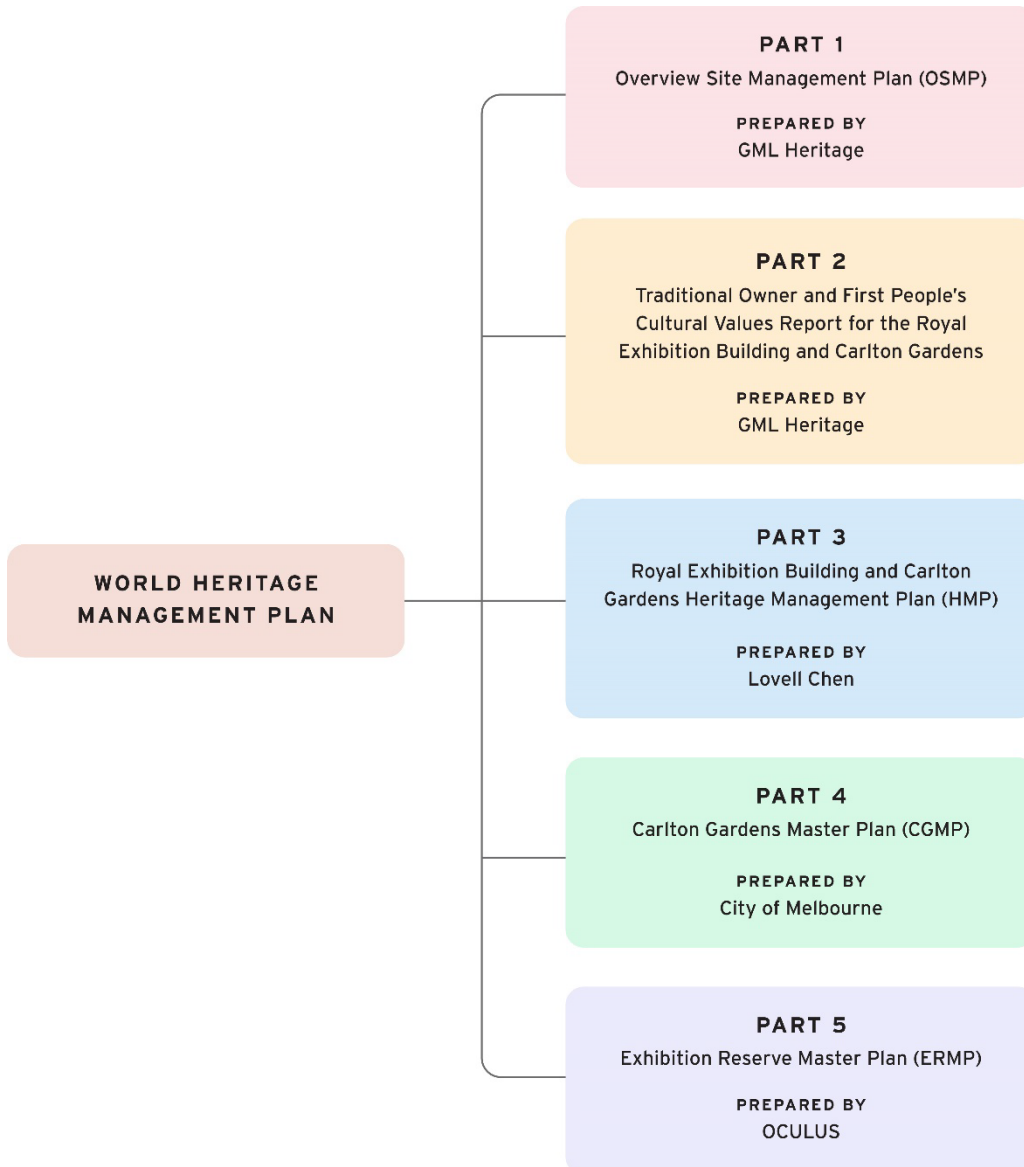 PART 1
Overview Site Management Plan (OSMP)
PREPARED BY
GML Heritage
PART 2
Traditional Owner and First People's
Cultural Values Report for the Royal
Exhibition Building and Carlton Gardens
PREPARED BY
GML Heritage
WORLD HERITAGE
MANAGEMENT PLAN
PART 3
Royal Exhibition Building and Carlton
Gardens Heritage Management Plan (HMP)
PREPARED BY
Lovell Chen
PART 4
Carlton Gardens Master Plan (CGMP)
PREPARED BY
City of Melbourne
PART 5
Exhibition Reserve Master Plan (ERMP)
PREPARED BY
OCULUS